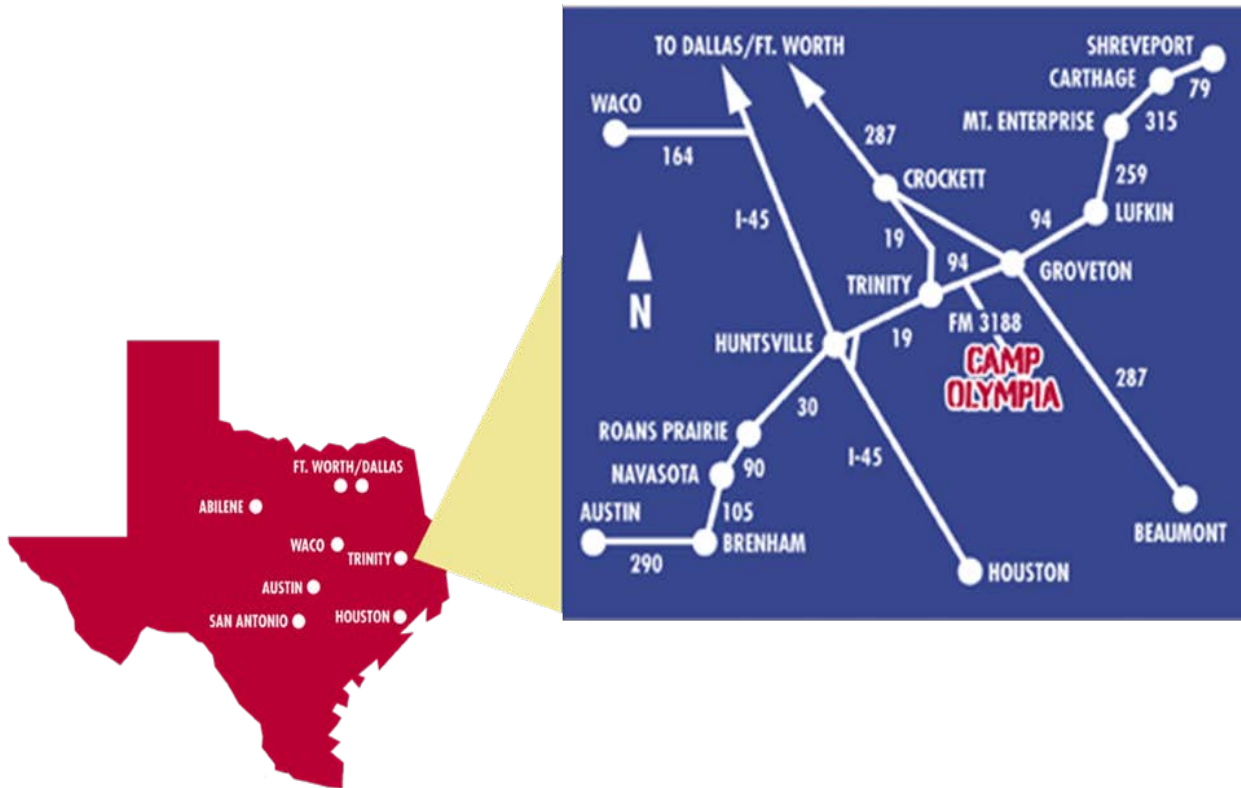 FT. WORTH/DALLAS
ABILENE
WACO
TRINITY
AUSTIN
SAN ANTONIO
HOUSTON
TO DALLAS/FT. WORTH
SHREVEPORT
CARTHAGE
79
WACO
MT. ENTERPRISE
315
164
287
CROCKETT
259
I-45
LUFKIN
94
19
94
GROVETON
TRINITY
N
FM 3188
HUNTSVILLE
19
CAMP
OLYMPIA
287
30
ROANS PRAIRIE
I-45
90
NAVASOTA
105
AUSTIN
BEAUMONT
BRENHAM
290
HOUSTON